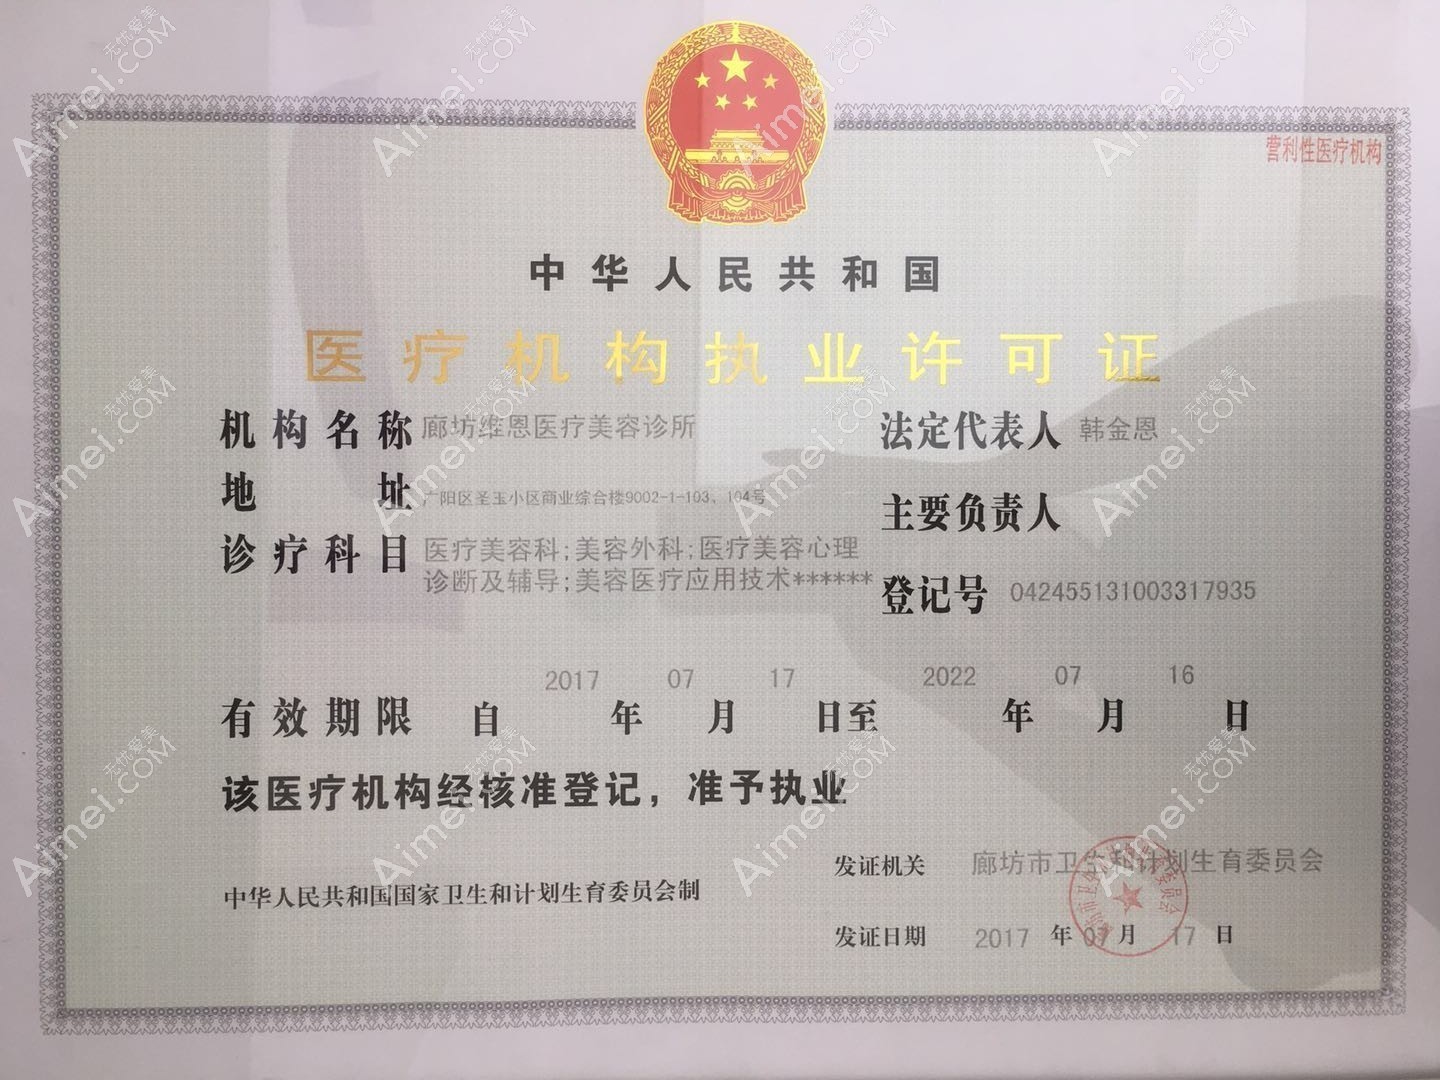 营利性医疗机构
中华人民共和国
医疗机构执业许可证
机构名称 廊坊维恩医疗美容诊所
法定代表人 韩金恩
地址 广阳区圣玉小区商业综合楼9002-1-103、104号
主要负责人
诊疗科目 医疗美容科;美容外科;医疗美容心理
诊断及辅导;美容医疗应用技术******
登记号 042455131003317935
有效期限 自 2017 年 07 月 17 日至 2022 年 07 月 16 日
该医疗机构经核准登记，准予执业
发证机关 廊坊市卫生和计划生育委员会
中华人民共和国国家卫生和计划生育委员会制
发证日期 2017 年 07 月 17 日
无忧爱美
Aimei.COM